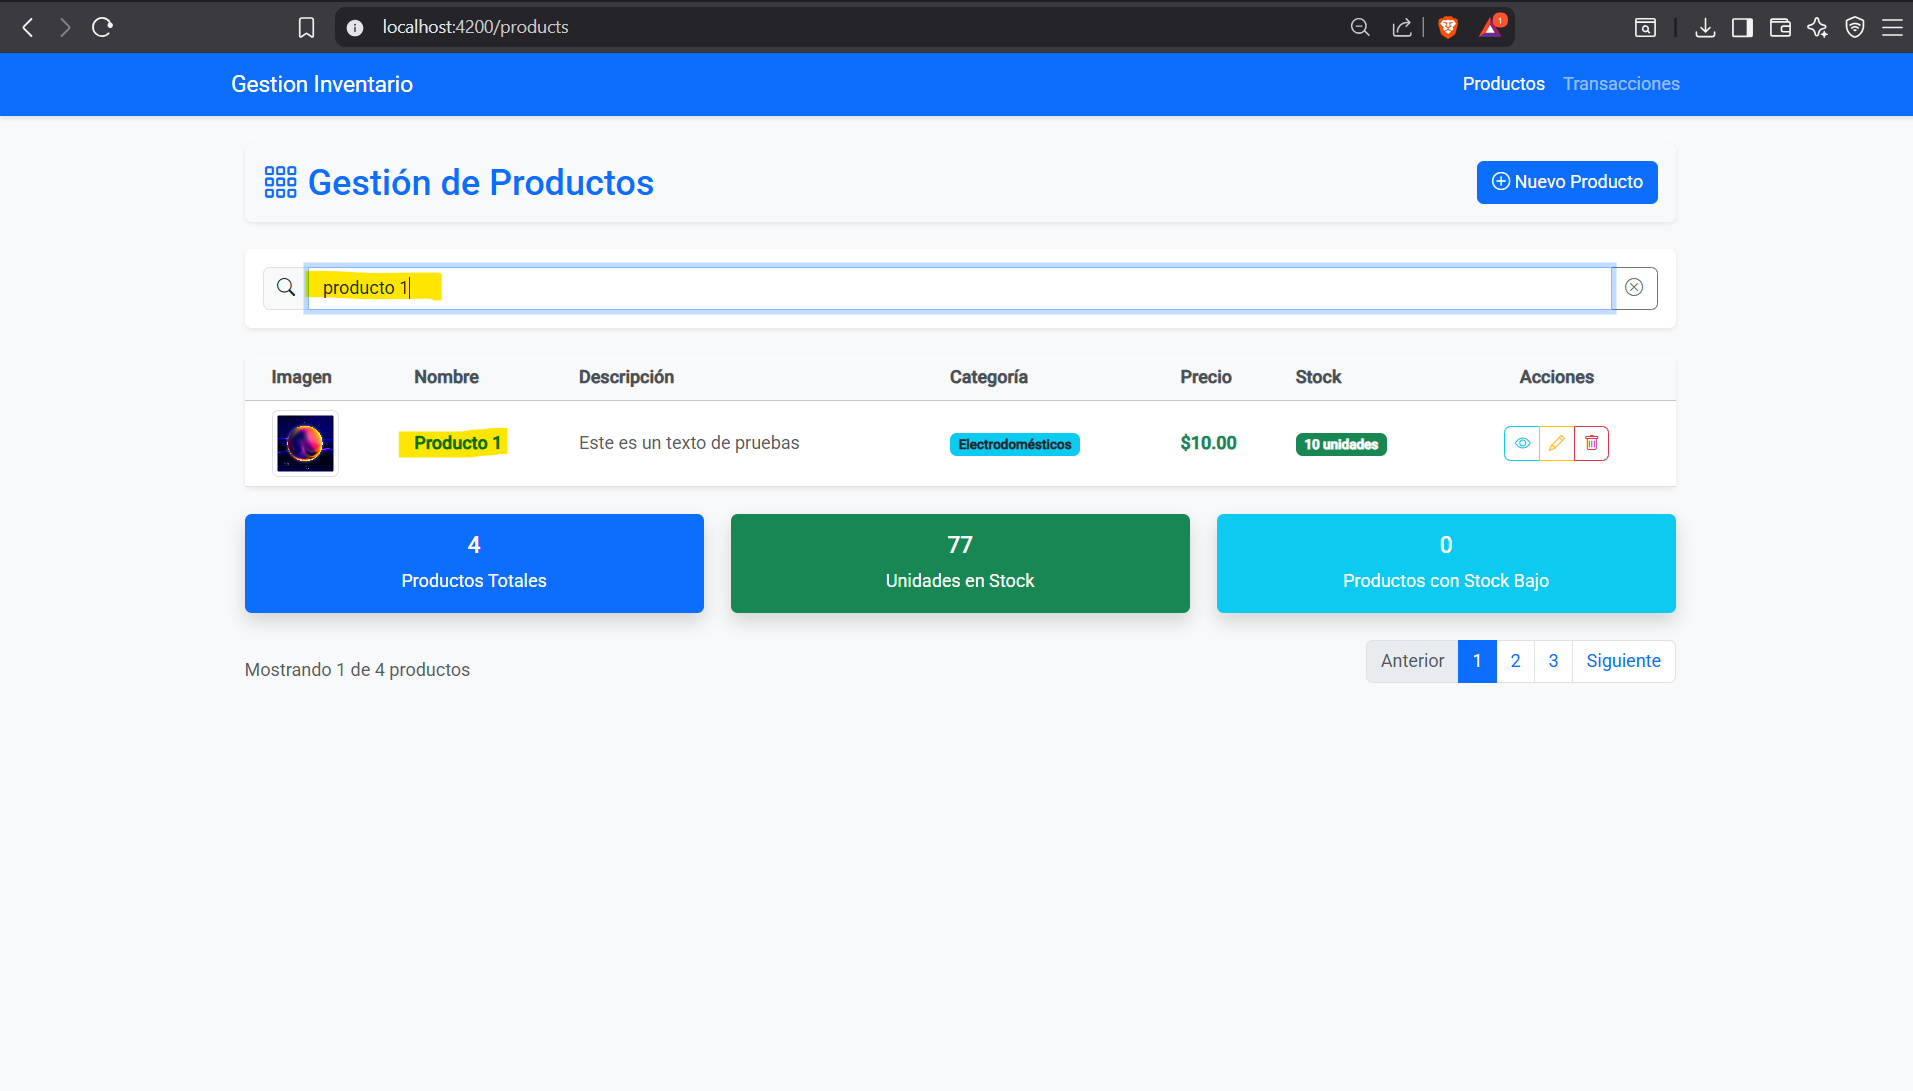 localhost:4200/products
1
Gestion Inventario
Productos Transacciones
Gestión de Productos
Nuevo Producto
producto 1
Imagen Nombre Descripción Categoría Precio Stock Acciones
Producto 1 Este es un texto de pruebas Electrodomésticos $10.00 10 unidades
4
Productos Totales
77
Unidades en Stock
0
Productos con Stock Bajo
Mostrando 1 de 4 productos
Anterior 1 2 3 Siguiente